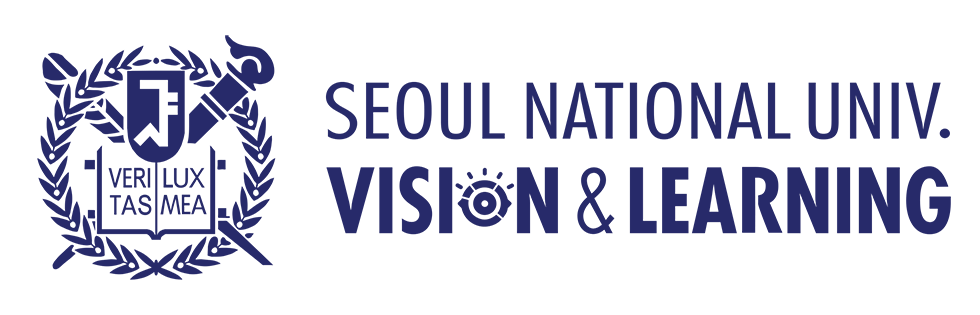 VERI LUX
TAS MEA
SEOUL NATIONAL UNIV.
VISION & LEARNING